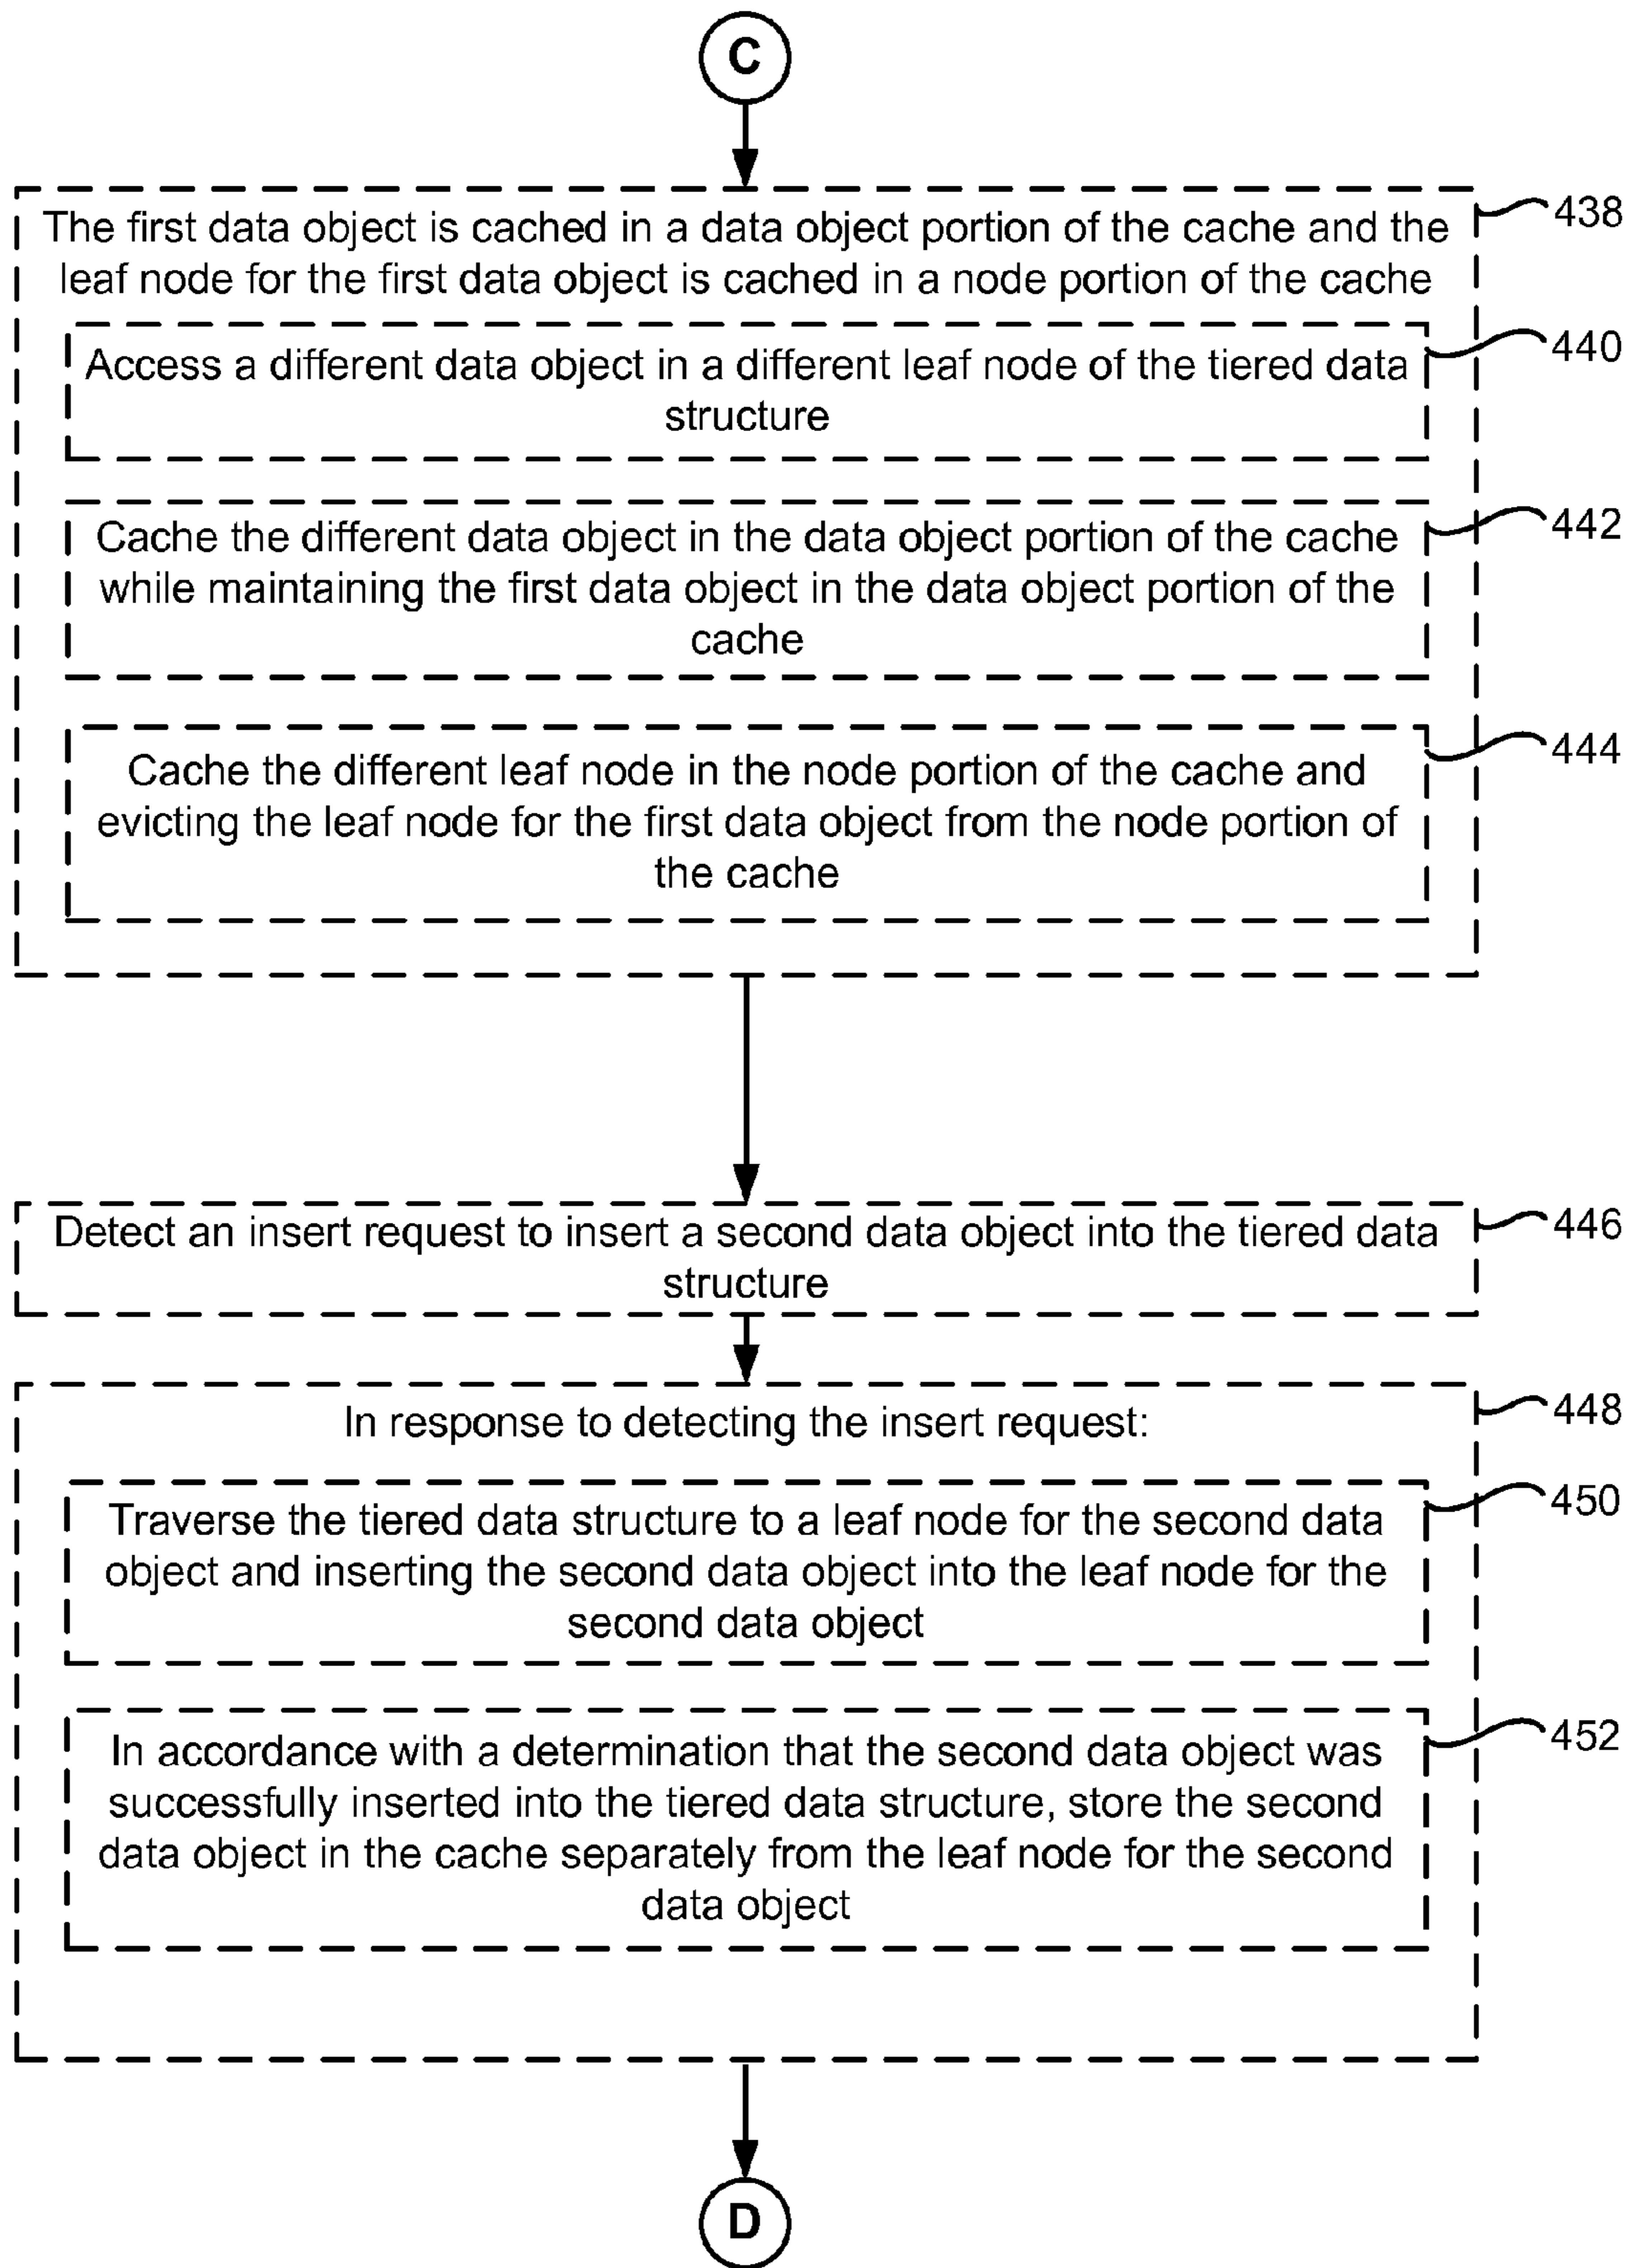 C
The first data object is cached in a data object portion of the cache and the
leaf node for the first data object is cached in a node portion of the cache
438
Access a different data object in a different leaf node of the tiered data
structure
440
Cache the different data object in the data object portion of the cache
while maintaining the first data object in the data object portion of the
cache
442
Cache the different leaf node in the node portion of the cache and
evicting the leaf node for the first data object from the node portion of
the cache
444
Detect an insert request to insert a second data object into the tiered data
structure
446
In response to detecting the insert request:
448
Traverse the tiered data structure to a leaf node for the second data
object and inserting the second data object into the leaf node for the
second data object
450
In accordance with a determination that the second data object was
successfully inserted into the tiered data structure, store the second
data object in the cache separately from the leaf node for the second
data object
452
D